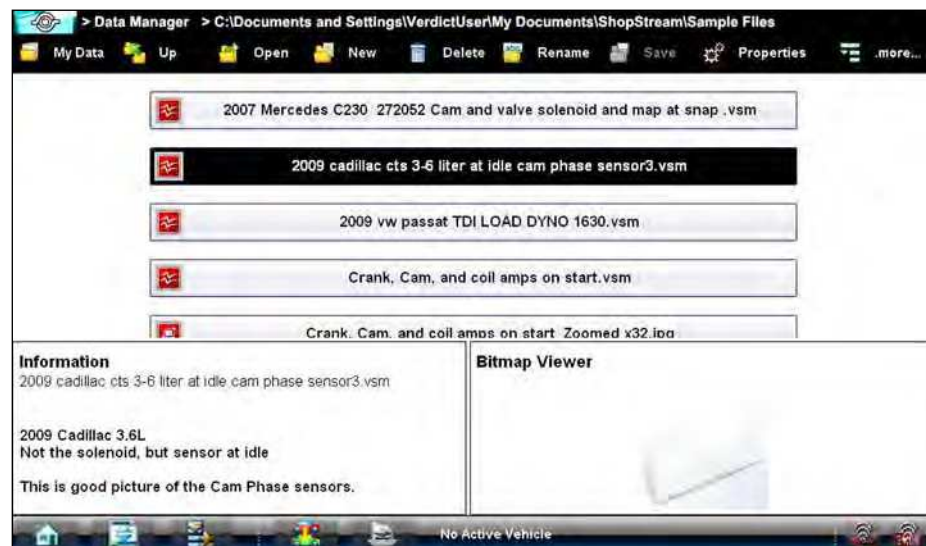 > Data Manager > C:\Documents and Settings\VerdictUser\My Documents\ShopStream\Sample Files
My Data Up Open New Delete Rename Save Properties .more...
2007 Mercedes C230 272052 Cam and valve solenoid and map at snap .vsm
2009 cadillac cts 3-6 liter at idle cam phase sensor3.vsm
2009 vw passat TDI LOAD DYNO 1630.vsm
Crank, Cam, and coil amps on start.vsm
Crank, Cam, and coil amps on start Zoomed x32.jpg
Information
2009 cadillac cts 3-6 liter at idle cam phase sensor3.vsm
2009 Cadillac 3.6L
Not the solenoid, but sensor at idle
This is good picture of the Cam Phase sensors.
Bitmap Viewer
No Active Vehicle